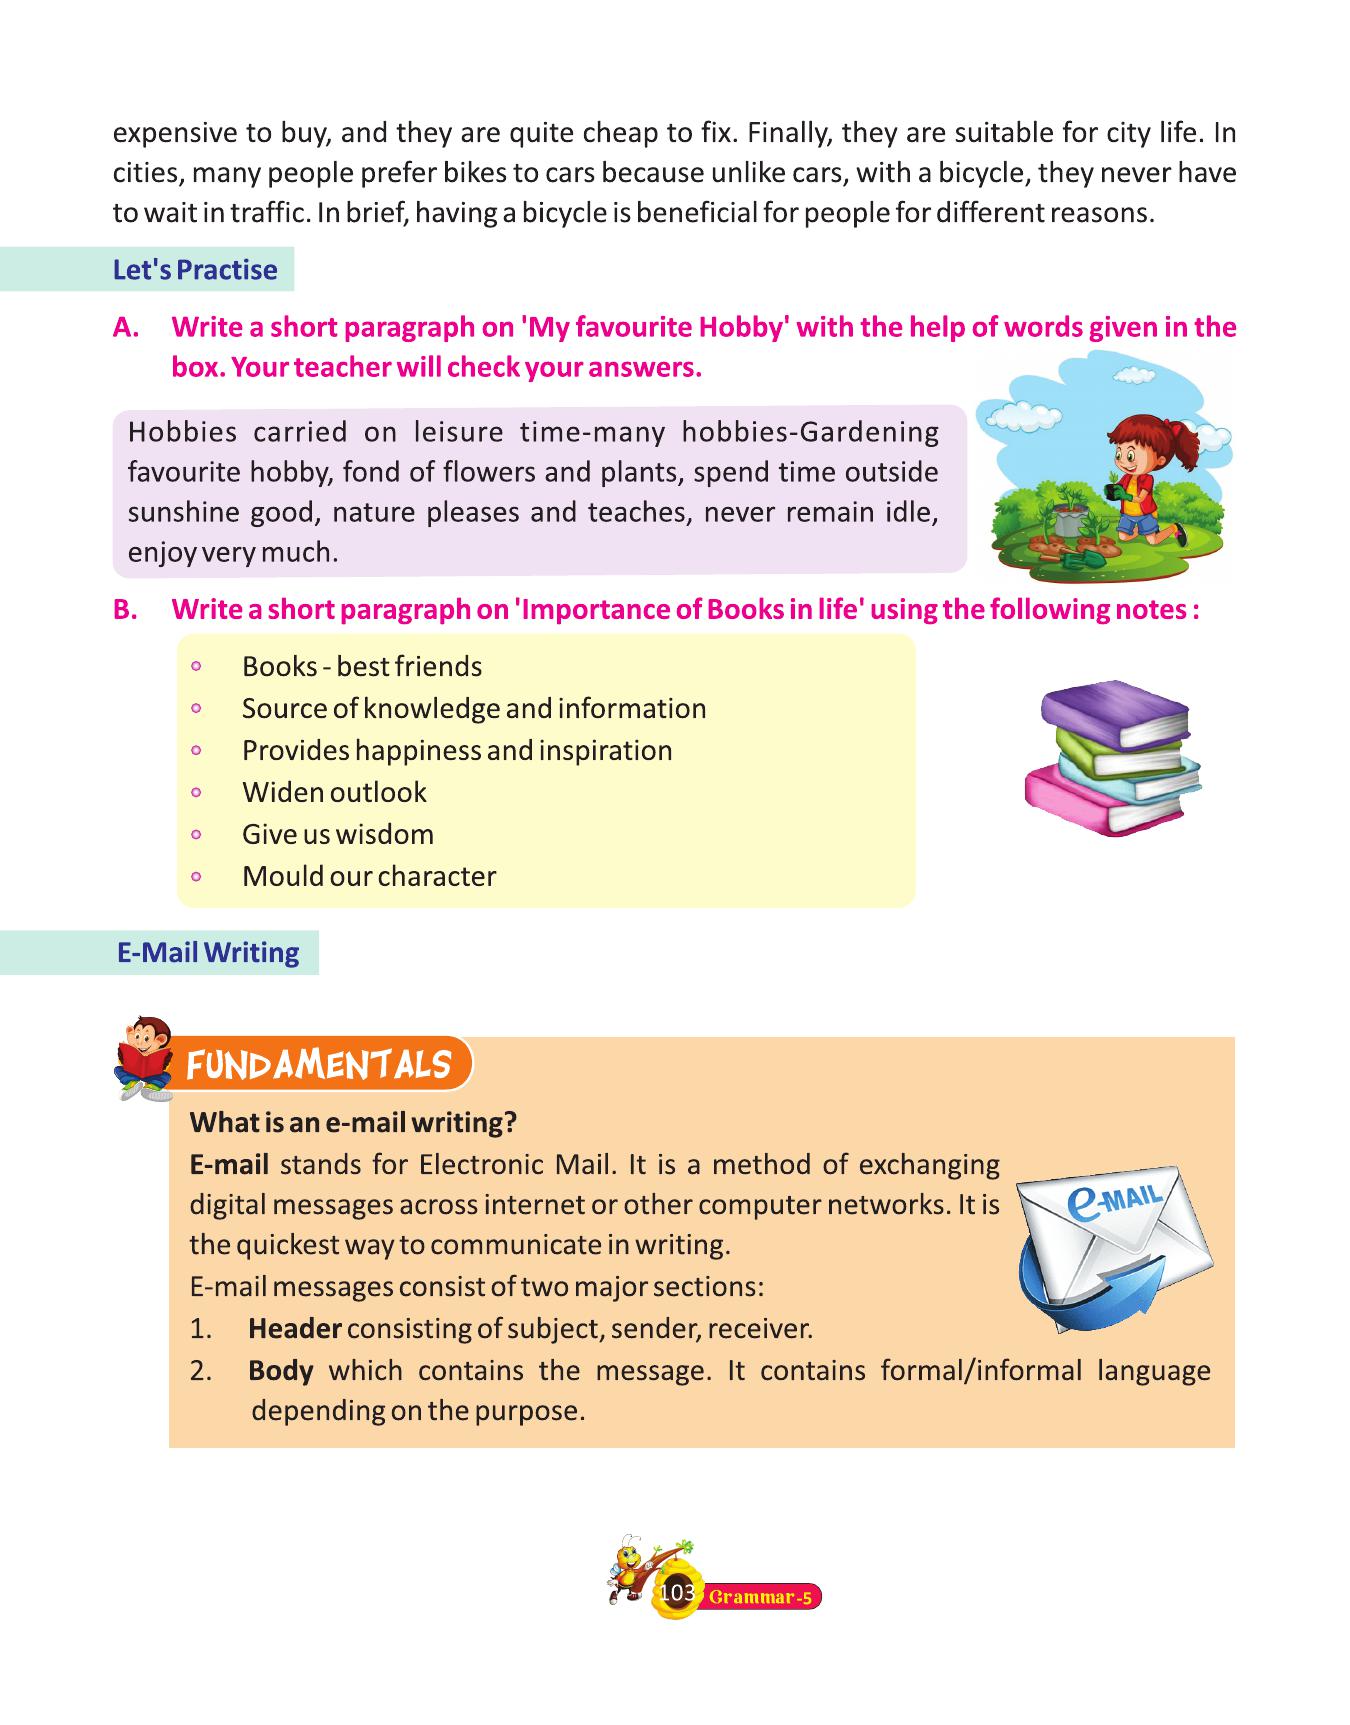 expensive to buy, and they are quite cheap to fix. Finally, they are suitable for city life. In
cities, many people prefer bikes to cars because unlike cars, with a bicycle, they never have
to wait in traffic. In brief, having a bicycle is beneficial for people for different reasons.
Let's Practise
A. Write a short paragraph on 'My favourite Hobby' with the help of words given in the
box. Your teacher will check your answers.
Hobbies carried on leisure time-many hobbies-Gardening
favourite hobby, fond of flowers and plants, spend time outside
sunshine good, nature pleases and teaches, never remain idle,
enjoy very much.
B. Write a short paragraph on 'Importance of Books in life' using the following notes :
Books - best friends
Source of knowledge and information
Provides happiness and inspiration
Widen outlook
Give us wisdom
Mould our character
E-Mail Writing
FUNDAMENTALS
What is an e-mail writing?
E-mail stands for Electronic Mail. It is a method of exchanging
digital messages across internet or other computer networks. It is
the quickest way to communicate in writing.
e-MAIL
E-mail messages consist of two major sections:
1. Header consisting of subject, sender, receiver.
2. Body which contains the message. It contains formal/informal language
depending on the purpose.
103 Grammar-5